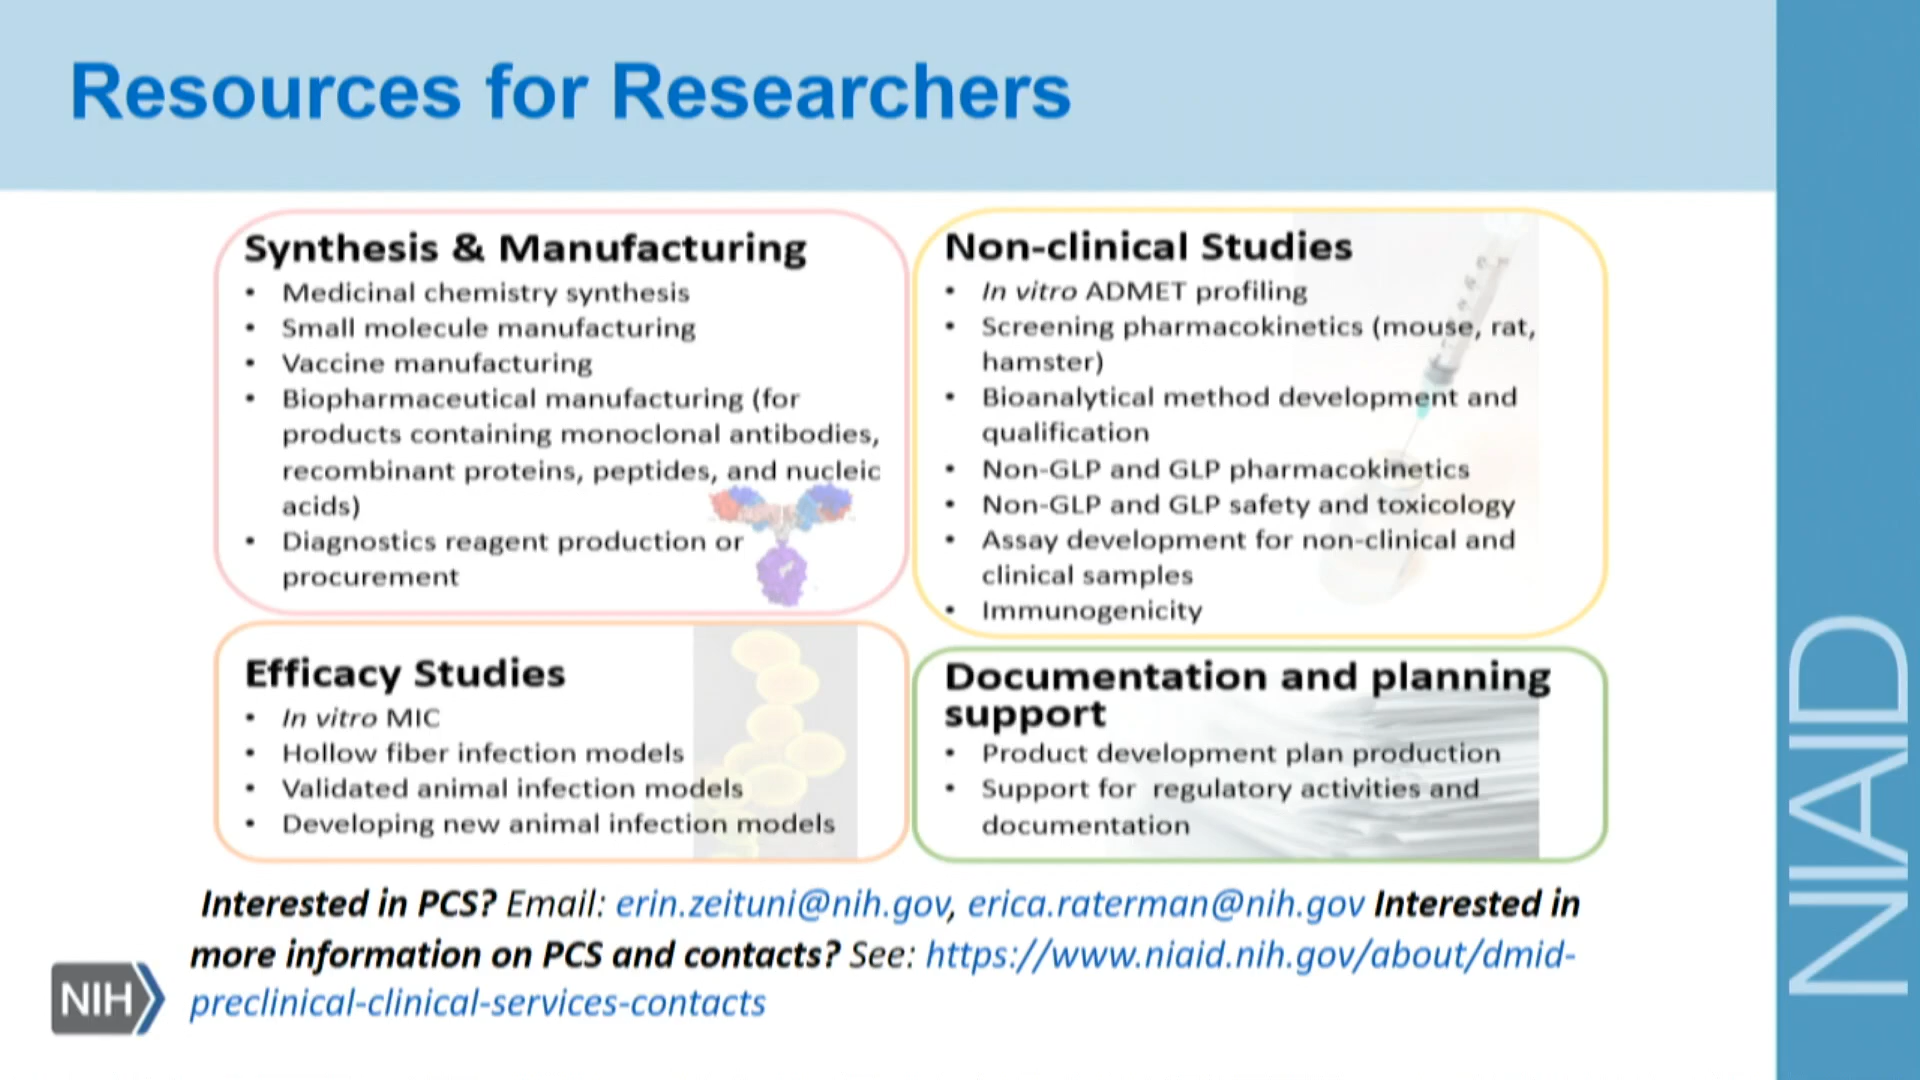 Resources for Researchers
Synthesis & Manufacturing
• Medicinal chemistry synthesis
• Small molecule manufacturing
• Vaccine manufacturing
• Biopharmaceutical manufacturing (for
products containing monoclonal antibodies,
recombinant proteins, peptides, and nucleic
acids)
• Diagnostics reagent production or
procurement
Non-clinical Studies
• In vitro ADMET profiling
• Screening pharmacokinetics (mouse, rat,
hamster)
• Bioanalytical method development and
qualification
• Non-GLP and GLP pharmacokinetics
• Non-GLP and GLP safety and toxicology
• Assay development for non-clinical and
clinical samples
• Immunogenicity
Efficacy Studies
• In vitro MIC
• Hollow fiber infection models
• Validated animal infection models
• Developing new animal infection models
Documentation and planning
support
• Product development plan production
• Support for regulatory activities and
documentation
Interested in PCS? Email: erin.zeituni@nih.gov, erica.raterman@nih.gov Interested in
more information on PCS and contacts? See: https://www.niaid.nih.gov/about/dmid-
preclinical-clinical-services-contacts
NIH
NIAID